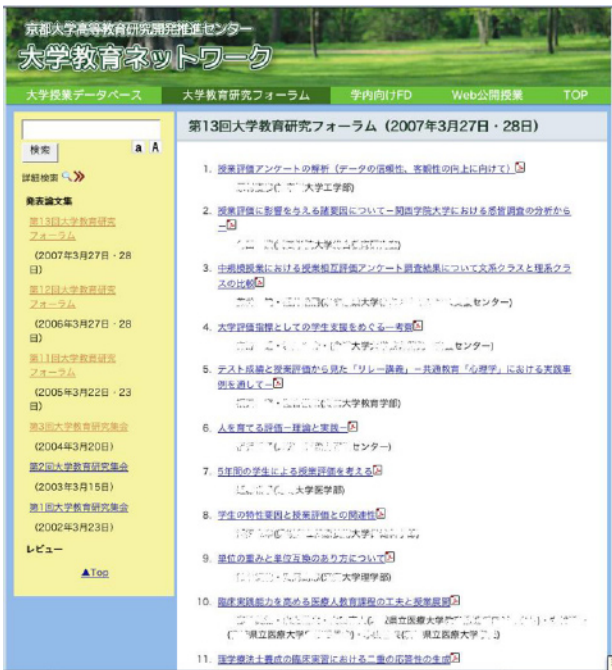 京都大学高等教育研究開発推進センター
大学教育ネットワーク
大学授業データベース 大学教育研究フォーラム 学内向けFD Web公開授業 TOP
検索 a A
詳細検索
発表論文集
第13回大学教育研究
フォーラム
(2007年3月27日・28
日)
第12回大学教育研究
フォーラム
(2006年3月27日・28
日)
第11回大学教育研究
フォーラム
(2005年3月22日・23
日)
第3回大学教育研究集会
(2004年3月20日)
第2回大学教育研究集会
(2003年3月15日)
第1回大学教育研究集会
(2002年3月23日)
レビュー
▲Top
第13回大学教育研究フォーラム(2007年3月27日・28日)
1. 授業評価アンケートの解析(データの信頼性、客観性の向上に向けて)
大学工学部)
2. 授業評価に影響を与える諸要因について−関西学院大学における悉皆調査の分析から
−
大学
3. 中規模授業における授業相互評価アンケート調査結果について文系クラスと理系クラ
スの比較
センター)
4. 大学評価指標としての学生支援をめぐる一考察
センター)
5. テスト成績と授業評価から見た「リレー講義」−共通教育「心理学」における実践事
例を通して−
大学教育学部)
6. 人を育てる評価−理論と実践−
センター)
7. 5年間の学生による授業評価を考える
大学医学部)
8. 学生の特性要因と授業評価との関連性
大学
9. 単位の重みと単位互換のあり方について
大学理学部)
10. 臨床実践能力を高める医療人教育課程の工夫と授業展開
県立医療大学
県立医療大学 県立医療大学
11. 理学療法士養成の臨床実習における二重の応答性の生成